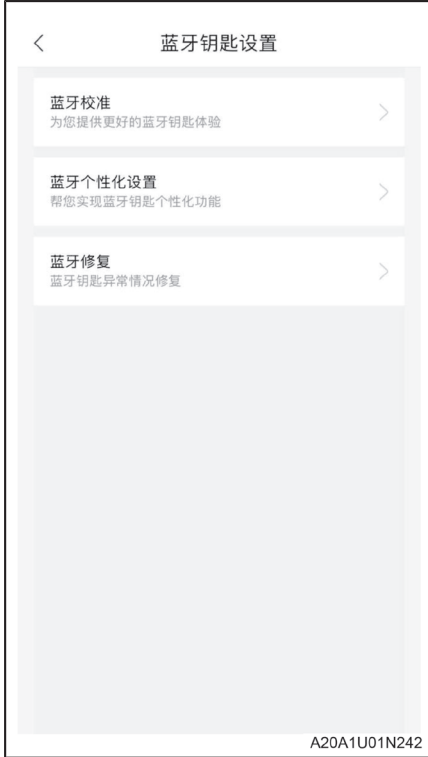 蓝牙钥匙设置
蓝牙校准
为您提供更好的蓝牙钥匙体验
蓝牙个性化设置
帮您实现蓝牙钥匙个性化功能
蓝牙修复
蓝牙钥匙异常情况修复
A20A1U01N242